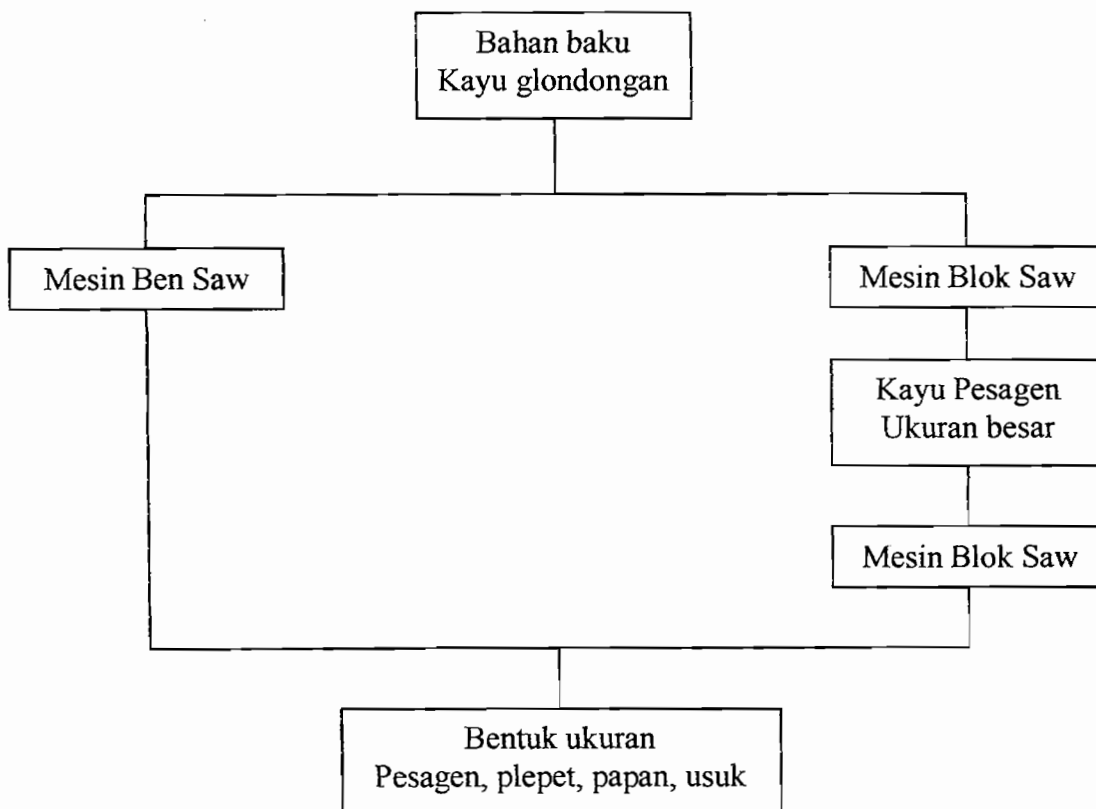 Bahan baku
Kayu glondongan
Mesin Ben Saw
Mesin Blok Saw
Kayu Pesagen
Ukuran besar
Mesin Blok Saw
Bentuk ukuran
Pesagen, plepet, papan, usuk